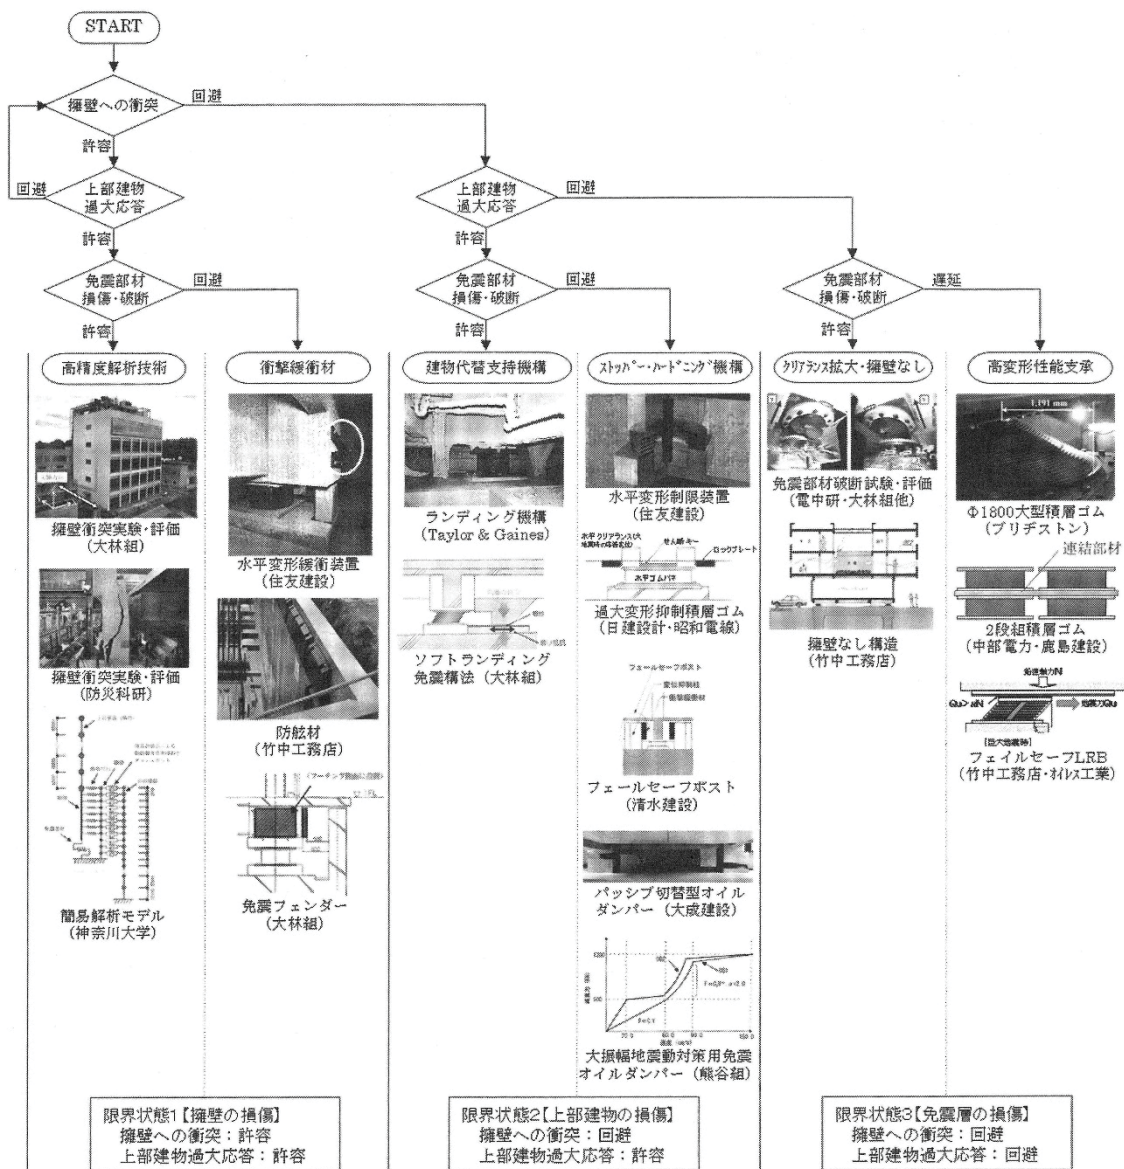 START
擁壁への衝突
回避
許容
回避
上部建物
過大応答
許容
免震部材
損傷・破断
回避
許容
上部建物
過大応答
回避
許容
免震部材
損傷・破断
回避
許容
免震部材
損傷・破断
遅延
許容
高精度解析技術
擁壁衝突実験・評価
(大林組)
擁壁衝突実験・評価
(防災科研)
簡易解析モデル
(神奈川大学)
衝撃緩衝材
水平変形緩衝装置
(住友建設)
防舷材
(竹中工務店)
免震フェンダー
(大林組)
建物代替支持機構
ランディング機構
(Taylor & Gaines)
ソフトランディング
免震構法 (大林組)
ストッパー・ハードニング機構
水平変形制限装置
(住友建設)
せん断キー
ロックプレート
水平ゴムバネ
過大変形抑制積層ゴム
(日建設計・昭和電線)
フェールセーフポスト
変位抑制柱
衝撃緩衝材
フェールセーフポスト
(清水建設)
パッシブ切替型オイル
ダンパー (大成建設)
大振幅地震動対策用免震
オイルダンパー (熊谷組)
クリアランス拡大・擁壁なし
免震部材破断試験・評価
(電中研・大林組他)
擁壁なし構造
(竹中工務店)
高変形性能支承
1,191 mm
Φ1800大型積層ゴム
(ブリヂストン)
連結部材
2段組積層ゴム
(中部電力・鹿島建設)
フェイルセーフLRB
(竹中工務店・オイレス工業)
限界状態1【擁壁の損傷】
擁壁への衝突：許容
上部建物過大応答：許容
限界状態2【上部建物の損傷】
擁壁への衝突：回避
上部建物過大応答：許容
限界状態3【免震層の損傷】
擁壁への衝突：回避
上部建物過大応答：回避